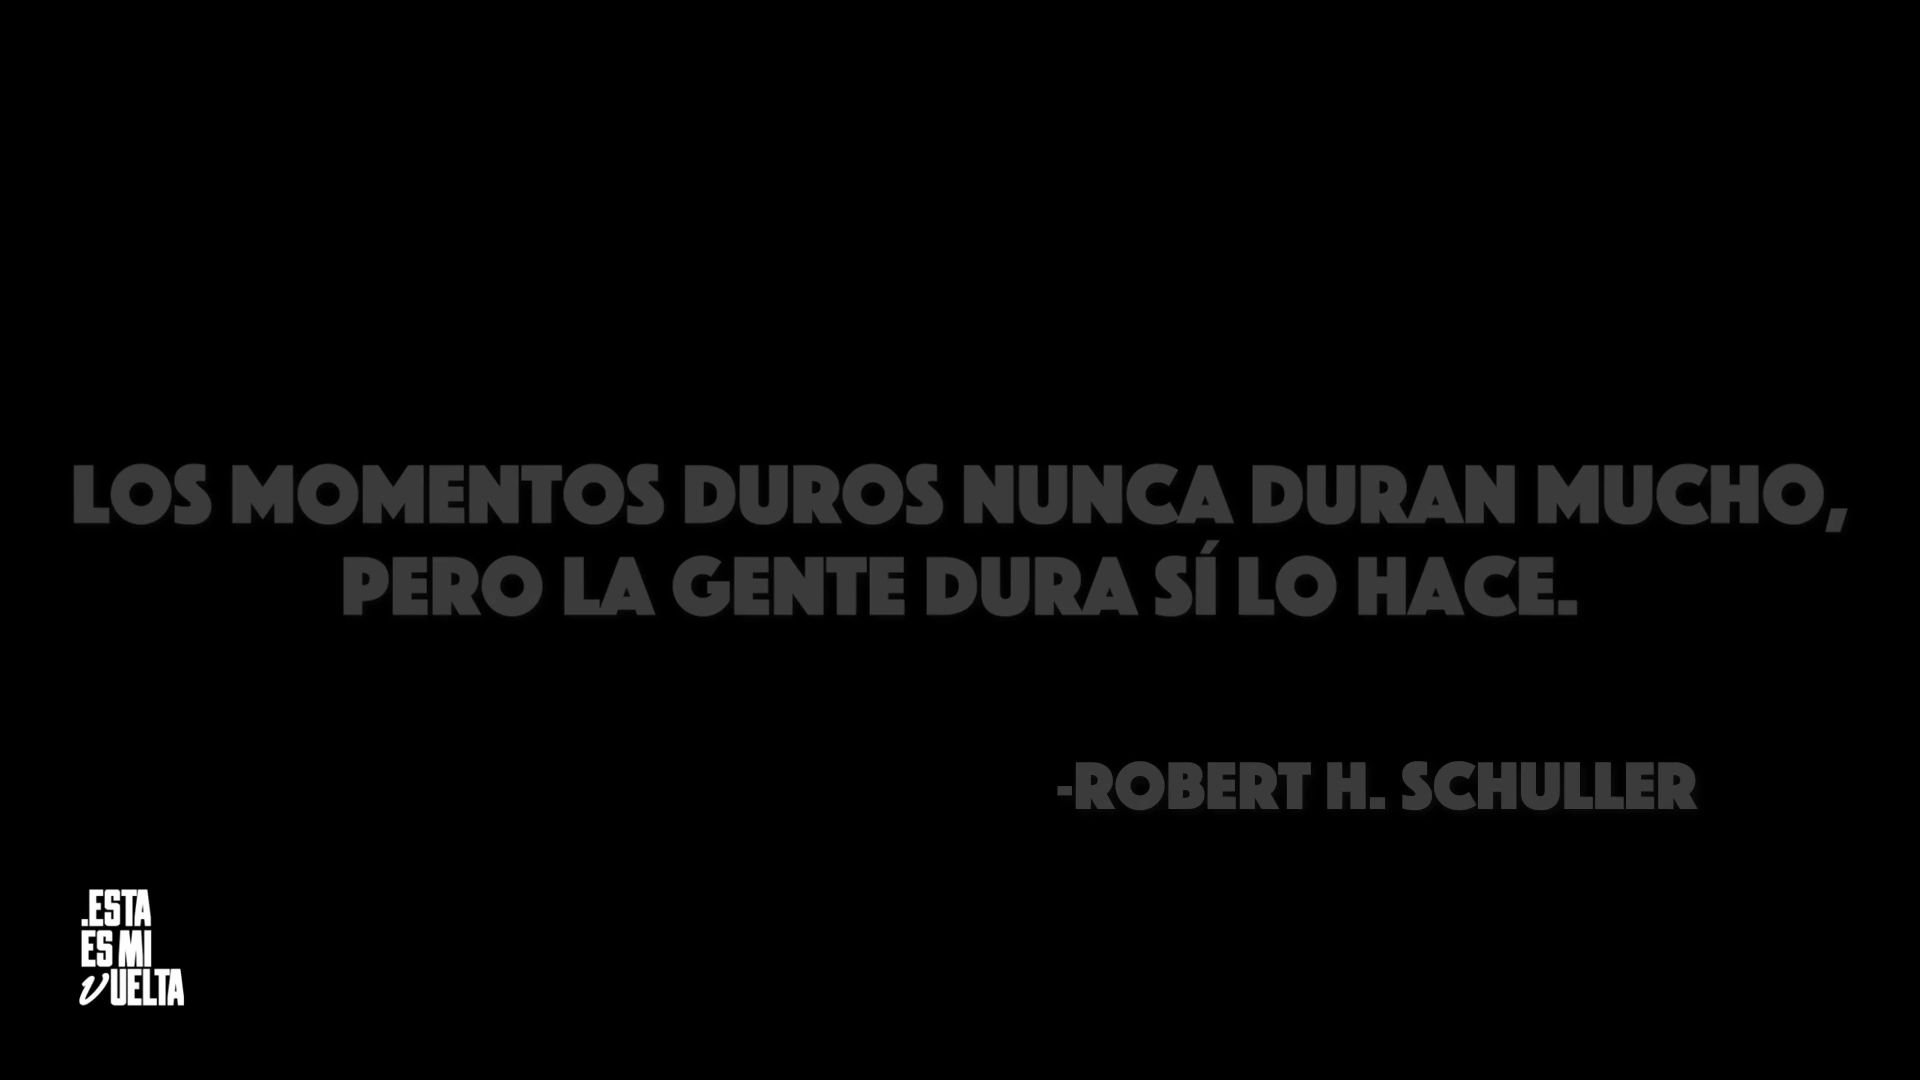 LOS MOMENTOS DUROS NUNCA DURAN MUCHO,
PERO LA GENTE DURA SÍ LO HACE.
-ROBERT H. SCHULLER
.ESTA
ES MI
VUELTA